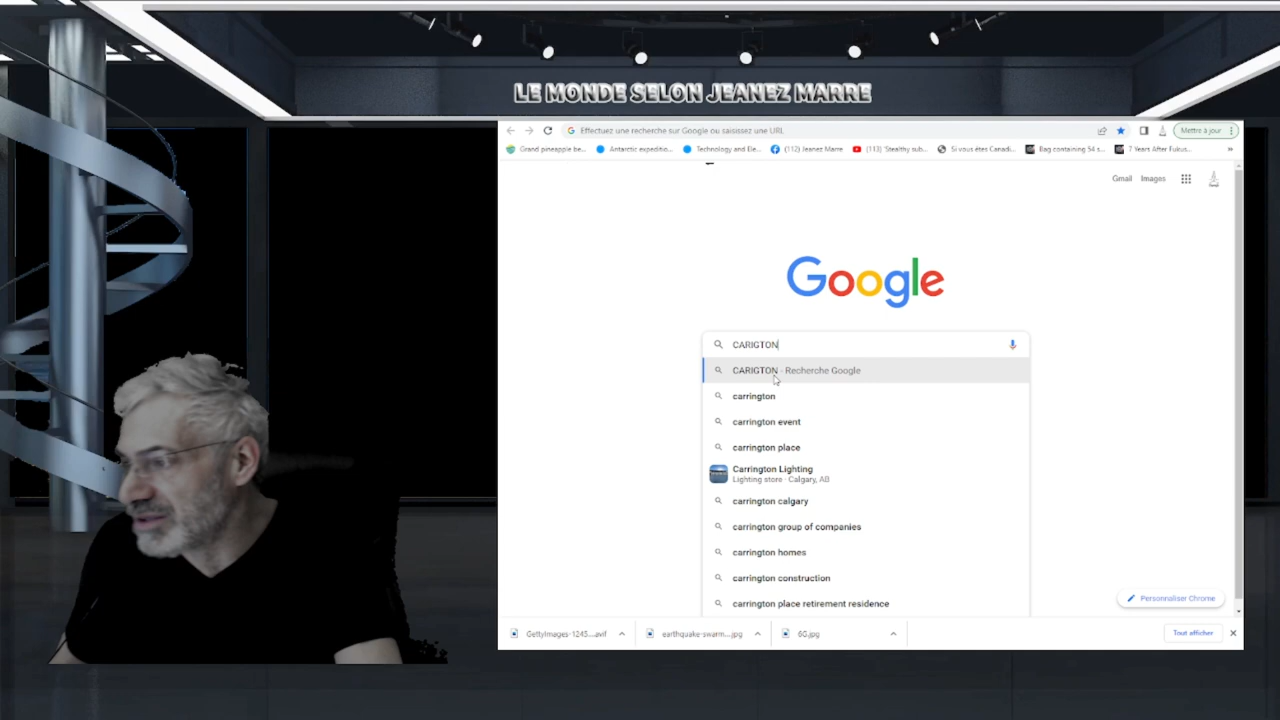 LE MONDE SELON JEANEZ MARRE
Effectuez une recherche sur Google ou saisissez une URL
Mettre à jour
Grand pineapple be... Antarctic expeditio... Technology and Ele... (112) Jeanez Marre (113) 'Stealthy sub... Si vous êtes Canadi... Bag containing 54 s... 7 Years After Fukus... »
Gmail Images
Google
CARIGTON
CARIGTON - Recherche Google
carrington
carrington event
carrington place
Carrington Lighting
Lighting store · Calgary, AB
carrington calgary
carrington group of companies
carrington homes
carrington construction
carrington place retirement residence
Personnaliser Chrome
GettyImages-1245....avif earthquake-swarm....jpg 6G.jpg Tout afficher